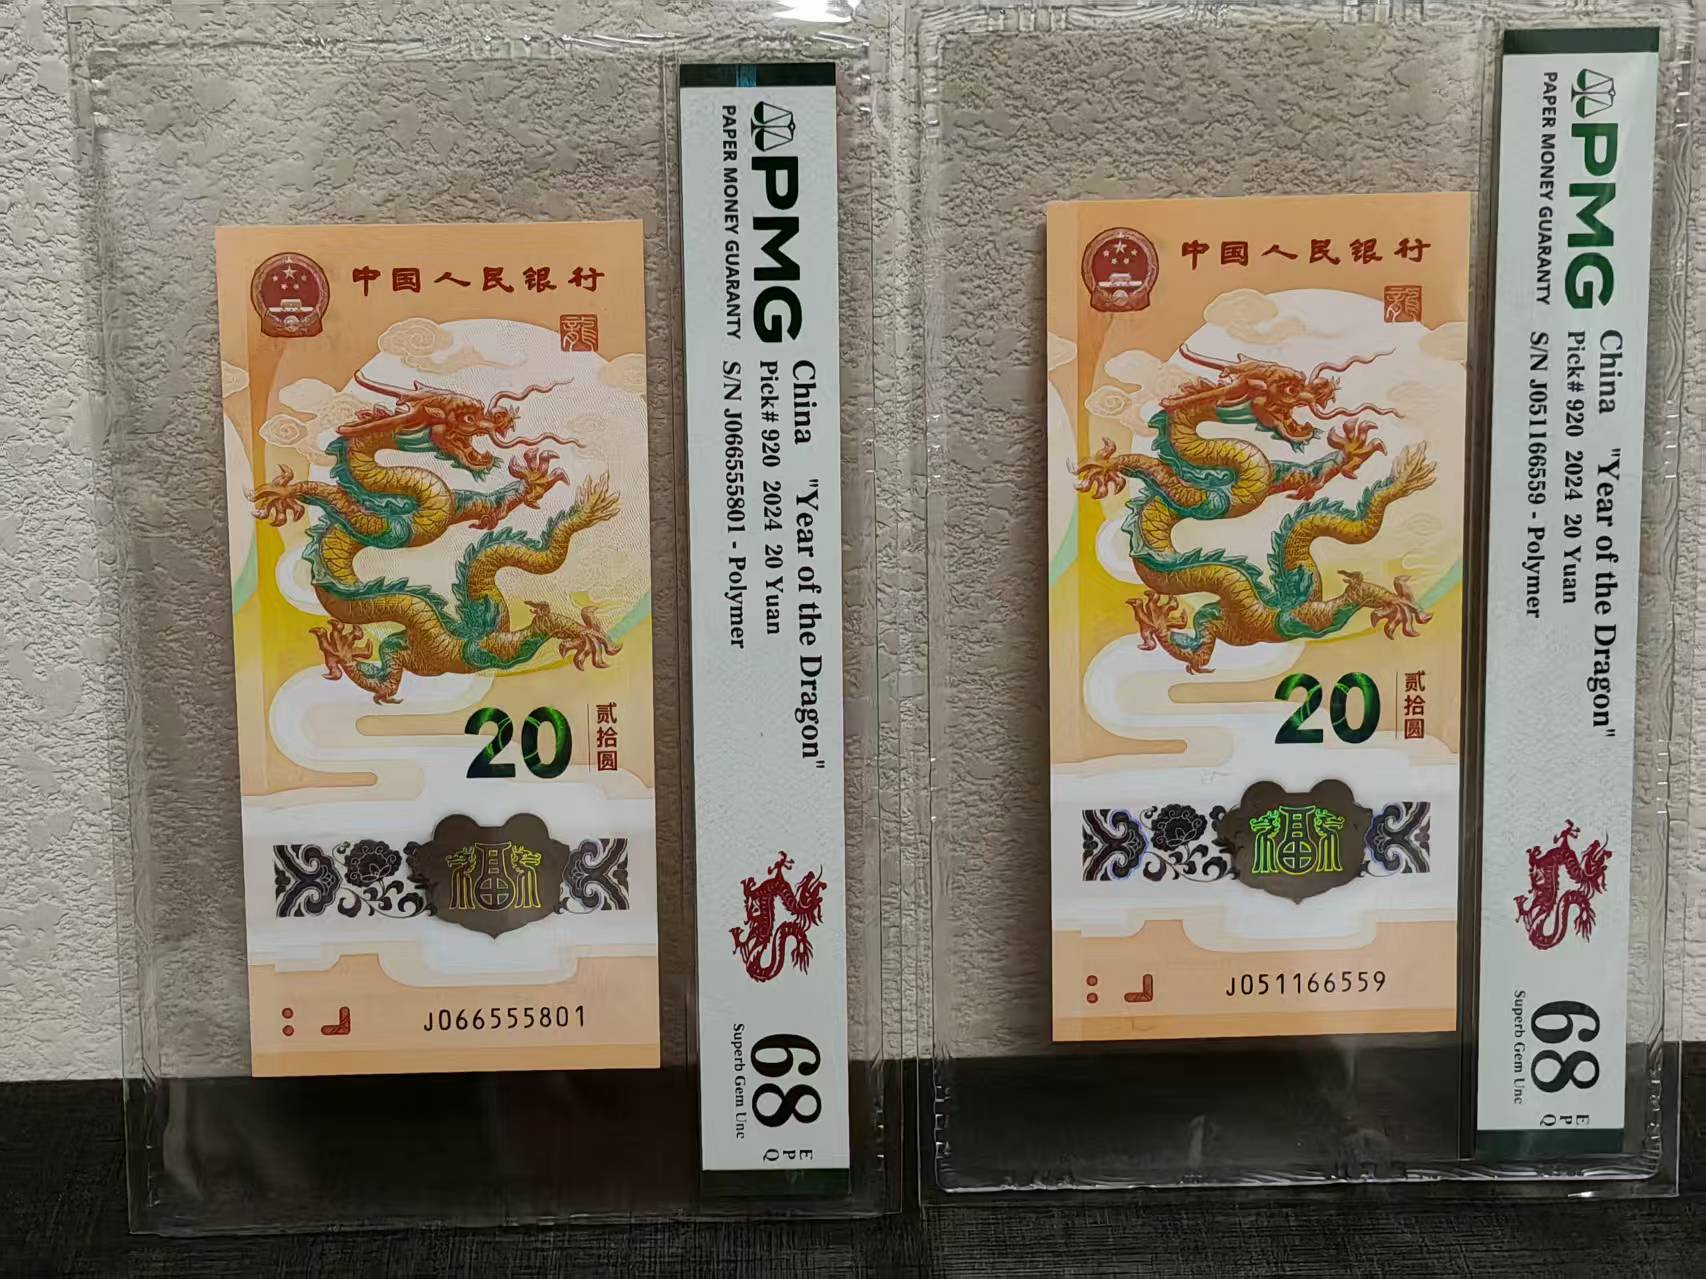 中国人民银行
龍
20
贰拾圆
福
J066555801
PMG
PAPER MONEY GUARANTY
China "Year of the Dragon"
Pick# 920 2024 20 Yuan
S/N J066555801 - Polymer
68 EPQ
Superb Gem Unc
中国人民银行
龍
20
贰拾圆
福
J051166559
PMG
PAPER MONEY GUARANTY
China "Year of the Dragon"
Pick# 920 2024 20 Yuan
S/N J051166559 - Polymer
68 EPQ
Superb Gem Unc